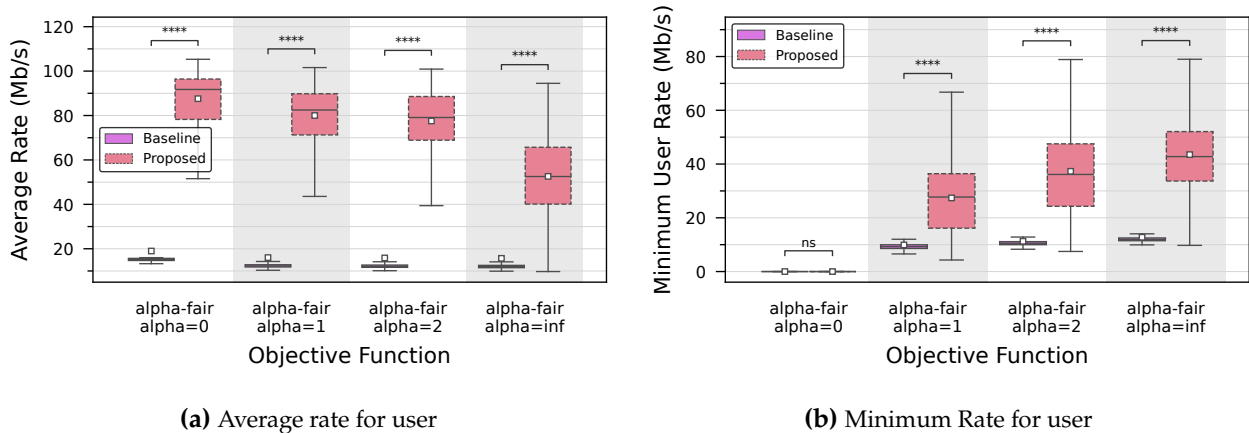 120
100
80
60
40
20
Average Rate (Mb/s)
****
****
****
****
Baseline
Proposed
alpha-fair
alpha=0
alpha-fair
alpha=1
alpha-fair
alpha=2
alpha-fair
alpha=inf
Objective Function
(a) Average rate for user
80
60
40
20
0
Minimum User Rate (Mb/s)
Baseline
Proposed
ns
****
****
****
alpha-fair
alpha=0
alpha-fair
alpha=1
alpha-fair
alpha=2
alpha-fair
alpha=inf
Objective Function
(b) Minimum Rate for user